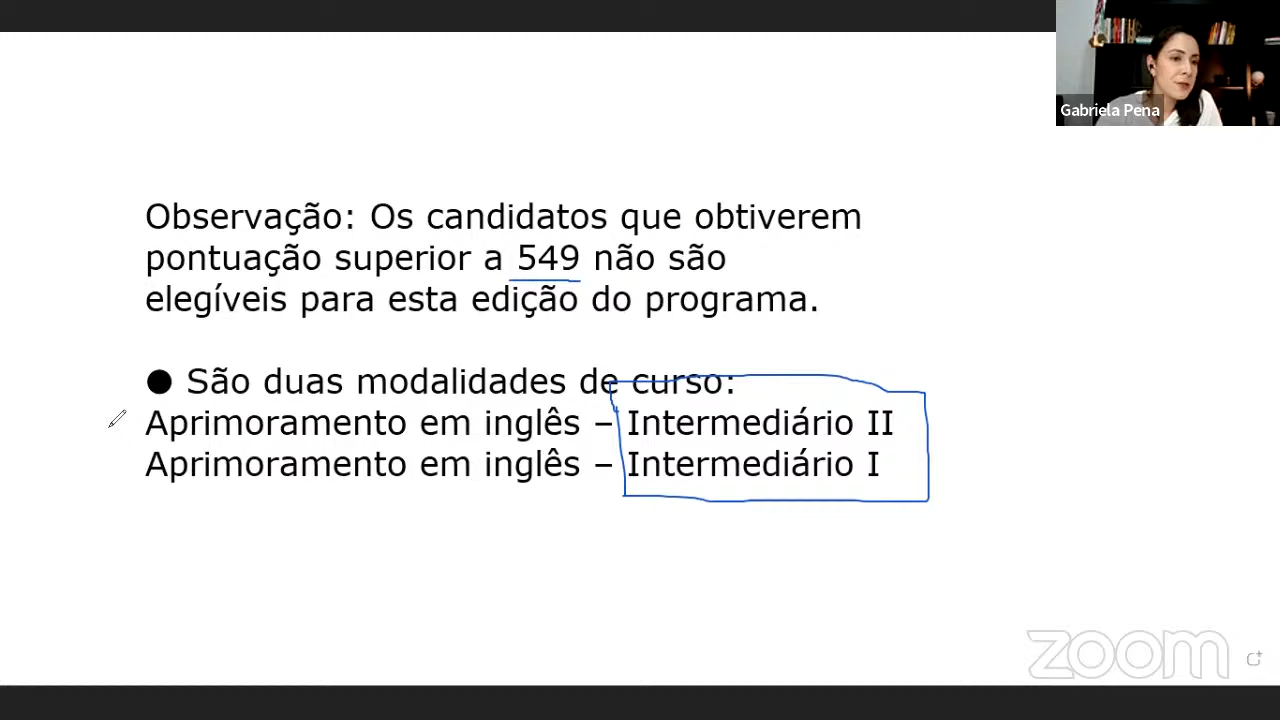 Gabriela Pena
Observação: Os candidatos que obtiverem
pontuação superior a 549 não são
elegíveis para esta edição do programa.
● São duas modalidades de curso:
Aprimoramento em inglês – Intermediário II
Aprimoramento em inglês – Intermediário I
zoom